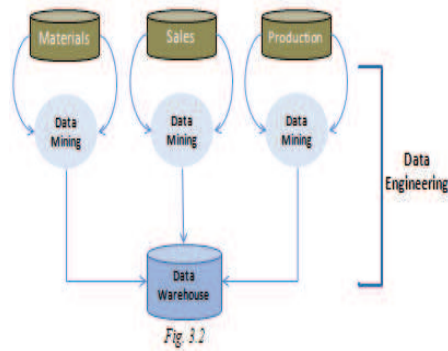 Materials
Sales
Production
Data
Mining
Data
Mining
Data
Mining
Data
Engineering
Data
Warehouse
Fig. 3.2